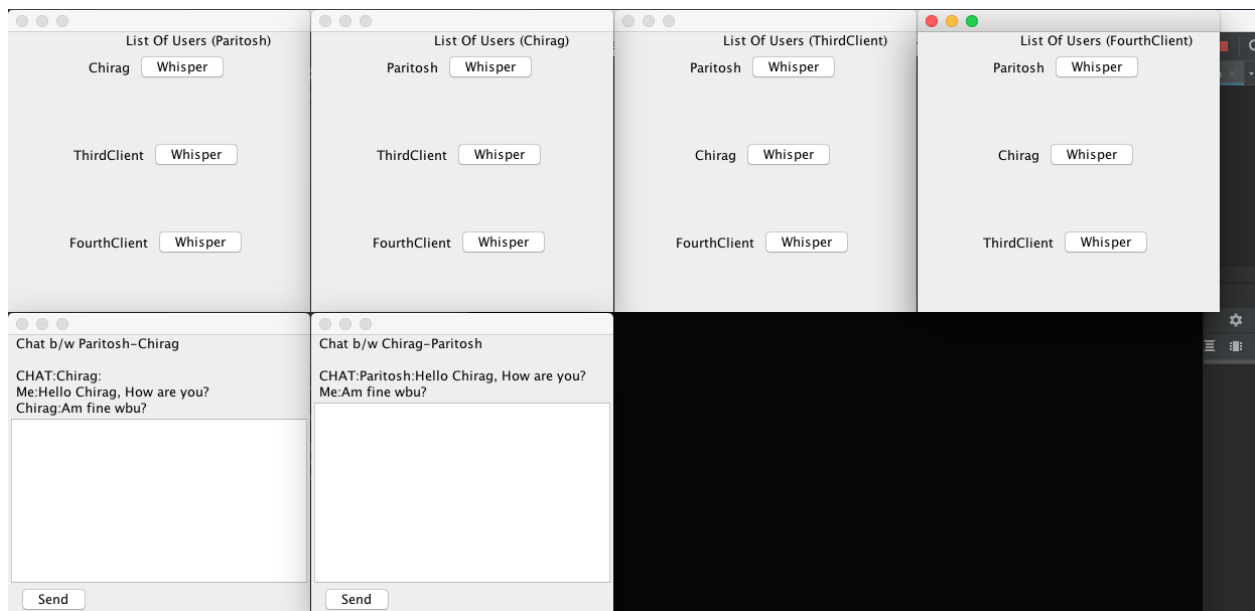 List Of Users (Paritosh)
Chirag Whisper
ThirdClient Whisper
FourthClient Whisper
List Of Users (Chirag)
Paritosh Whisper
ThirdClient Whisper
FourthClient Whisper
List Of Users (ThirdClient)
Paritosh Whisper
Chirag Whisper
FourthClient Whisper
List Of Users (FourthClient)
Paritosh Whisper
Chirag Whisper
ThirdClient Whisper
Chat b/w Paritosh-Chirag
CHAT:Chirag:
Me:Hello Chirag, How are you?
Chirag:Am fine wbu?
Send
Chat b/w Chirag-Paritosh
CHAT:Paritosh:Hello Chirag, How are you?
Me:Am fine wbu?
Send